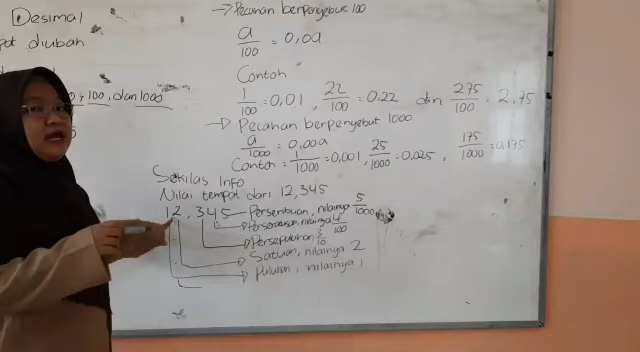 Desimal
diubah
100, dan 1000
→ Pecahan berpenyebut 100
a/100 = 0,0a
Contoh
1/100 = 0,01, 22/100 = 0,22 dan 275/100 = 2,75
→ Pecahan berpenyebut 1000
a/1000 = 0,00a
Contoh = 1/1000 = 0,001, 25/1000 = 0,025, 175/1000 = 0,175
Sekilas Info
Nilai tempat dari 12,345
12,345 → Perseribuan, nilainya 5/1000
→ Perseratusan, nilainya 4/100
→ Persepuluhan 3/10
→ Satuan, nilainya 2
→ Puluhan, nilainya 1